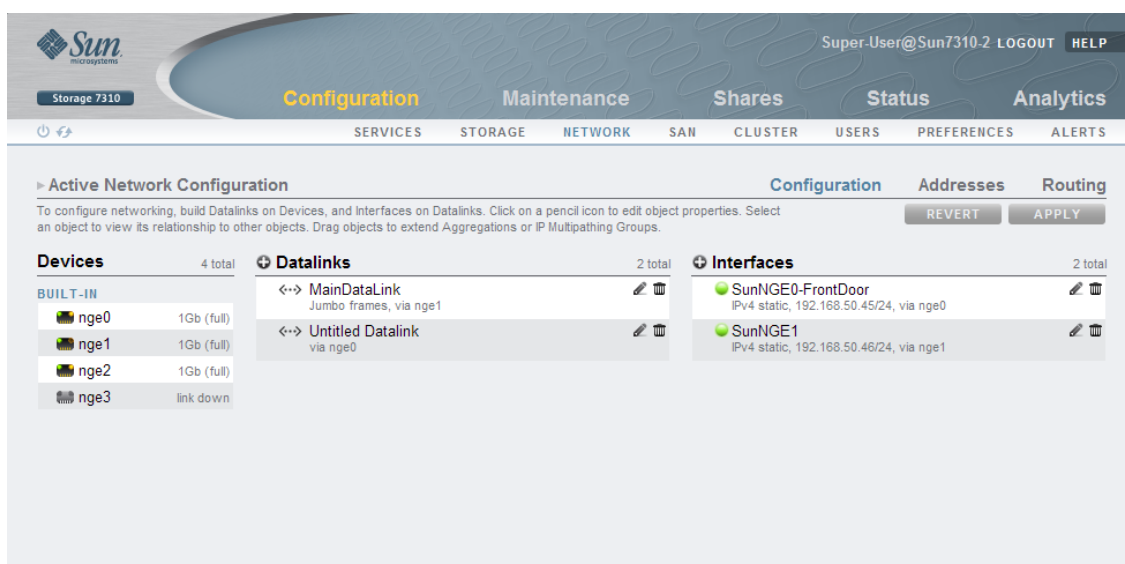 Sun
microsystems
Super-User@Sun7310-2 LOGOUT HELP
Storage 7310
Configuration Maintenance Shares Status Analytics
SERVICES STORAGE NETWORK SAN CLUSTER USERS PREFERENCES ALERTS
Active Network Configuration
Configuration Addresses Routing
To configure networking, build Datalinks on Devices, and Interfaces on Datalinks. Click on a pencil icon to edit object properties. Select
an object to view its relationship to other objects. Drag objects to extend Aggregations or IP Multipathing Groups.
REVERT APPLY
Devices 4 total
BUILT-IN
nge0 1Gb (full)
nge1 1Gb (full)
nge2 1Gb (full)
nge3 link down
Datalinks 2 total
MainDataLink
Jumbo frames, via nge1
Untitled Datalink
via nge0
Interfaces 2 total
SunNGE0-FrontDoor
IPv4 static, 192.168.50.45/24, via nge0
SunNGE1
IPv4 static, 192.168.50.46/24, via nge1